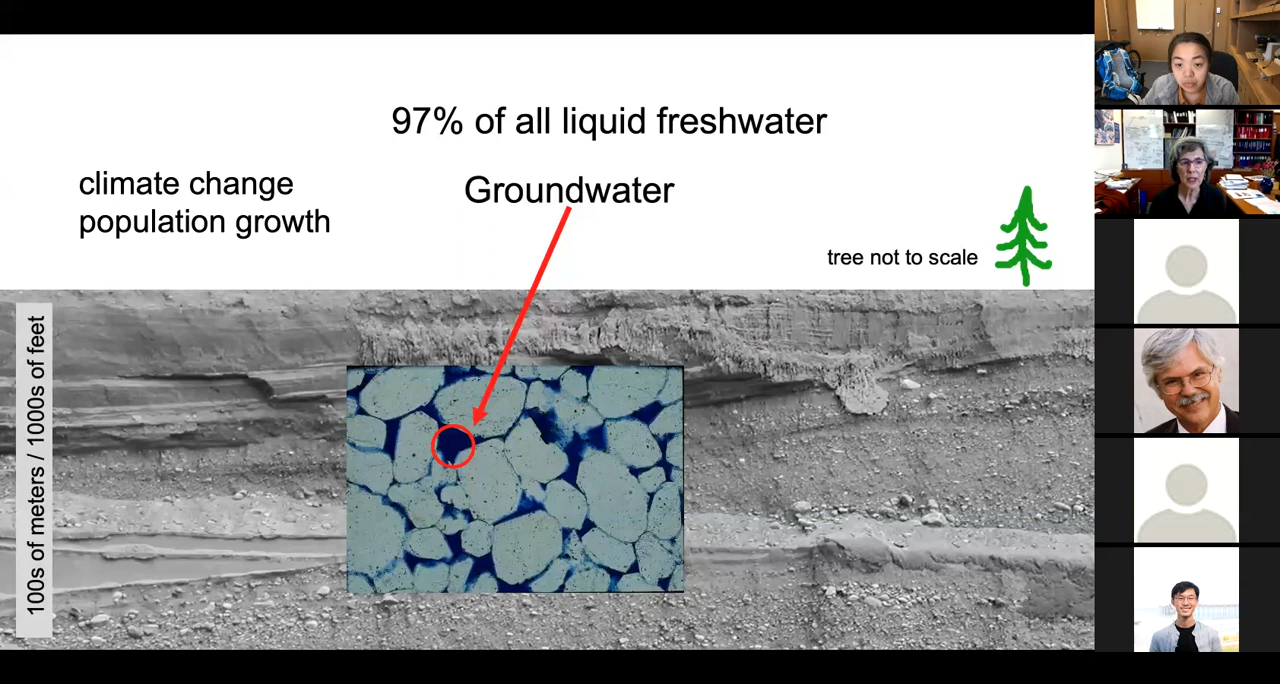 97% of all liquid freshwater
climate change
population growth
Groundwater
tree not to scale
100s of meters / 1000s of feet